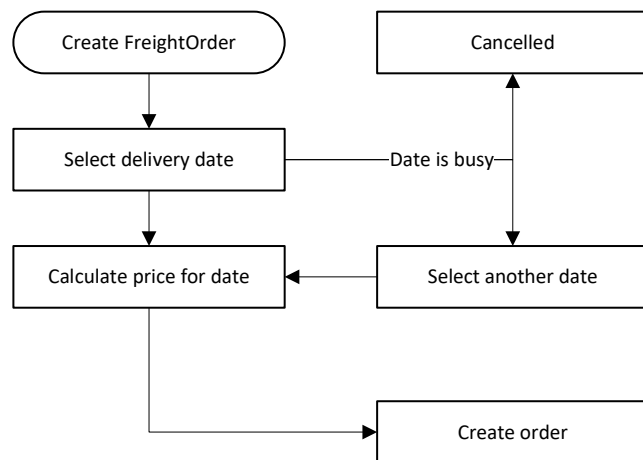 Create FreightOrder
Cancelled
Select delivery date
Date is busy
Calculate price for date
Select another date
Create order